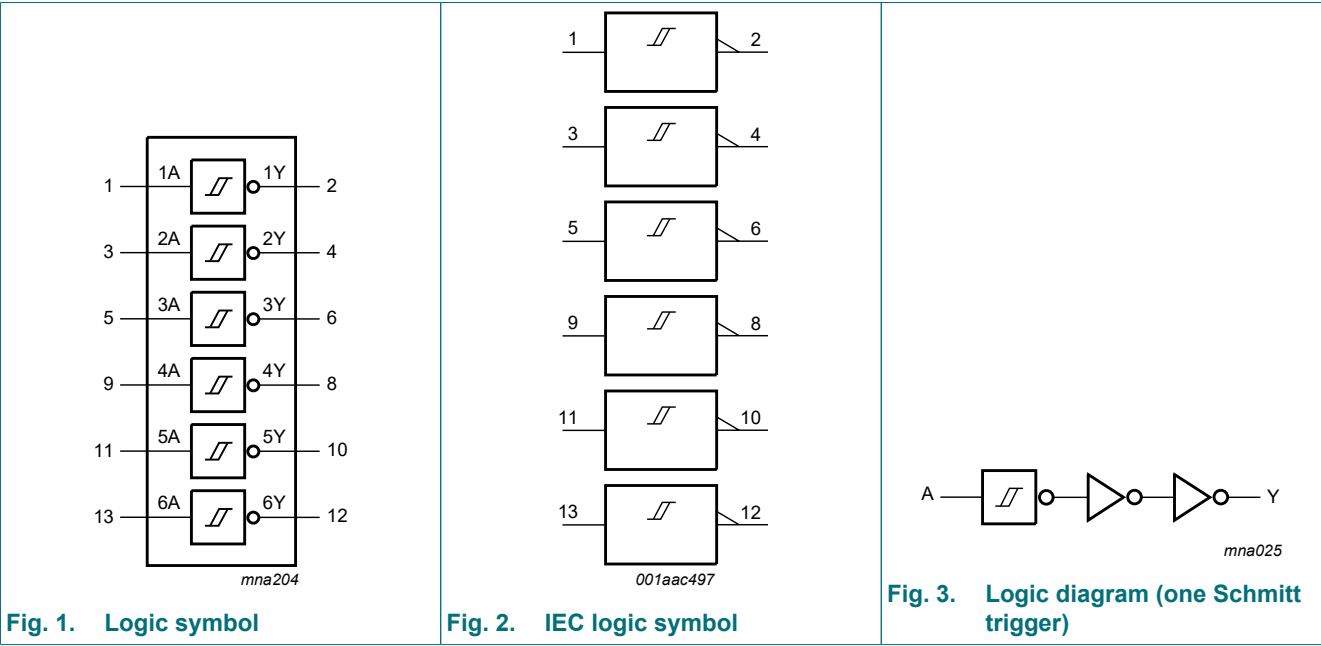 1 1A 1Y 2
3 2A 2Y 4
5 3A 3Y 6
9 4A 4Y 8
11 5A 5Y 10
13 6A 6Y 12
mna204
Fig. 1. Logic symbol
1 2
3 4
5 6
9 8
11 10
13 12
001aac497
Fig. 2. IEC logic symbol
A Y
mna025
Fig. 3. Logic diagram (one Schmitt
trigger)